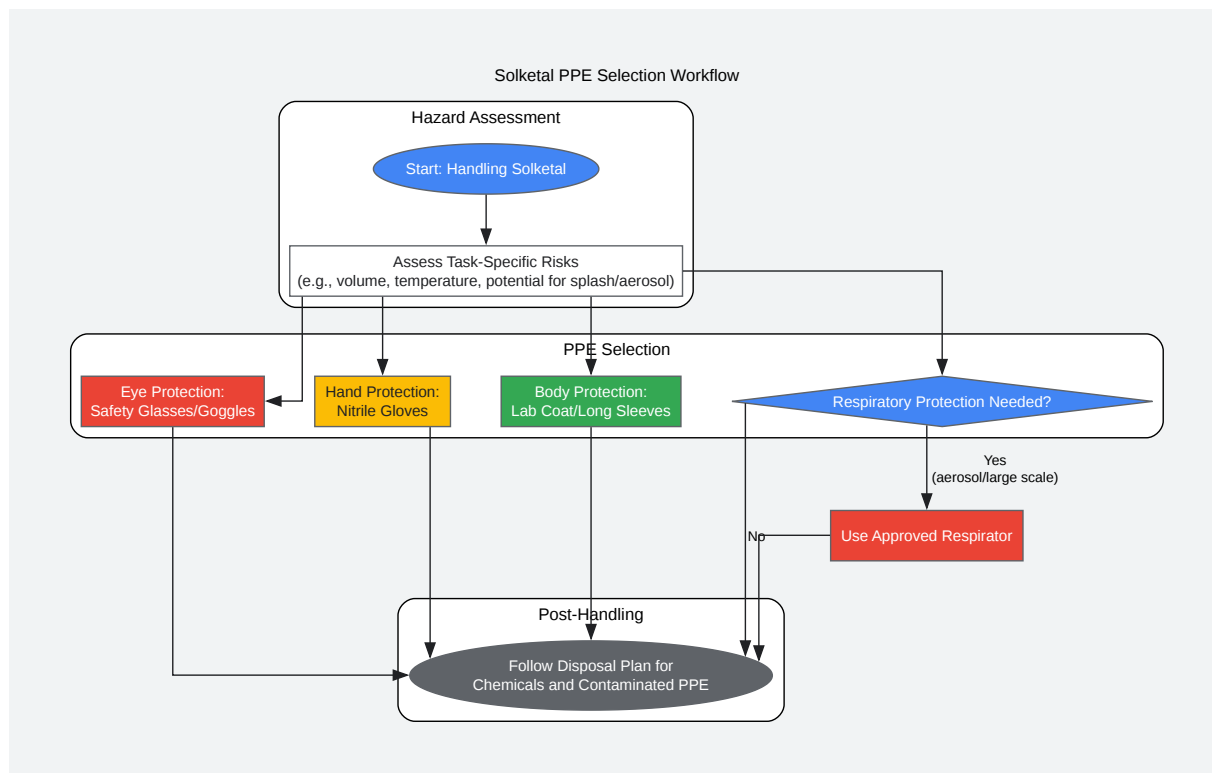 Solketal PPE Selection Workflow
Hazard Assessment
Start: Handling Solketal
Assess Task-Specific Risks
(e.g., volume, temperature, potential for splash/aerosol)
PPE Selection
Eye Protection:
Safety Glasses/Goggles
Hand Protection:
Nitrile Gloves
Body Protection:
Lab Coat/Long Sleeves
Respiratory Protection Needed?
Yes
(aerosol/large scale)
No
Use Approved Respirator
Post-Handling
Follow Disposal Plan for
Chemicals and Contaminated PPE